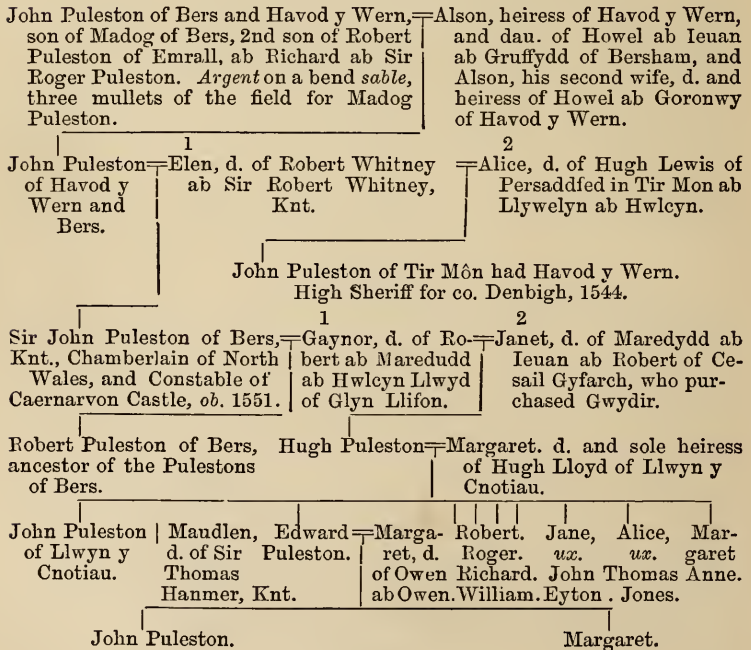 John Puleston of Bers and Havod y Wern,
son of Madog of Bers, 2nd son of Robert
Puleston of Emrall, ab Richard ab Sir
Roger Puleston. Argent on a bend sable,
three mullets of the field for Madog
Puleston.
Alson, heiress of Havod y Wern,
and dau. of Howel ab Ieuan
ab Gruffydd of Bersham, and
Alson, his second wife, d. and
heiress of Howel ab Goronwy
of Havod y Wern.
1
2
John Puleston
of Havod y
Wern and
Bers.
Elen, d. of Robert Whitney
ab Sir Robert Whitney,
Knt.
Alice, d. of Hugh Lewis of
Persaddfed in Tir Mon ab
Llywelyn ab Hwlcyn.
John Puleston of Tir Môn had Havod y Wern.
High Sheriff for co. Denbigh, 1544.
1
2
Sir John Puleston of Bers,
Knt., Chamberlain of North
Wales, and Constable of
Caernarvon Castle, ob. 1551.
Gaynor, d. of Ro-
bert ab Maredudd
ab Hwlcyn Llwyd
of Glyn Llifon.
Janet, d. of Maredydd ab
Ieuan ab Robert of Ce-
sail Gyfarch, who pur-
chased Gwydir.
Robert Puleston of Bers,
ancestor of the Pulestons
of Bers.
Hugh Puleston
Margaret. d. and sole heiress
of Hugh Lloyd of Llwyn y
Cnotiau.
John Puleston
of Llwyn y
Cnotiau.
Maudlen,
d. of Sir
Thomas
Hanmer, Knt.
Edward
Puleston.
Marga-
ret, d.
of Owen
ab Owen.
Robert.
Roger.
Richard.
William.
Jane,
ux.
John
Eyton .
Alice,
ux.
Thomas
Jones.
Mar-
garet
Anne.
John Puleston.
Margaret.